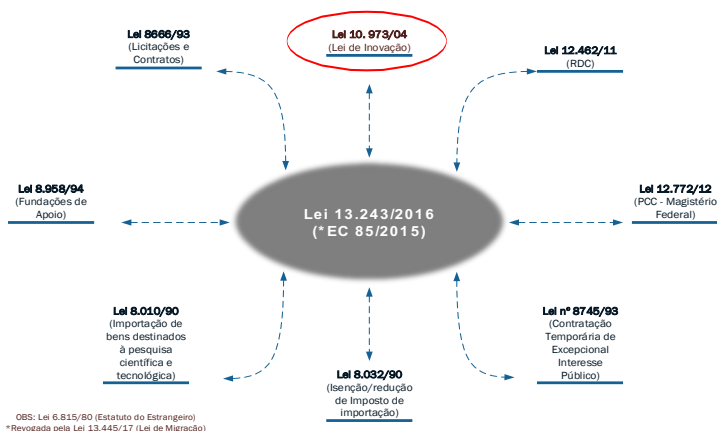 Lei 8666/93
(Licitações e
Contratos)
Lei 10. 973/04
(Lei de Inovação)
Lei 12.462/11
(RDC)
Lei 8.958/94
(Fundações de
Apoio)
Lei 13.243/2016
(*EC 85/2015)
Lei 12.772/12
(PCC - Magistério
Federal)
Lei 8.010/90
(Importação de
bens destinados
à pesquisa
científica e
tecnológica)
Lei 8.032/90
(Isenção/redução
de Imposto de
importação)
Lei nº 8745/93
(Contratação
Temporária de
Excepcional
Interesse
Público)
OBS: Lei 6.815/80 (Estatuto do Estrangeiro)
*Revogada pela Lei 13.445/17 (Lei de Migração)